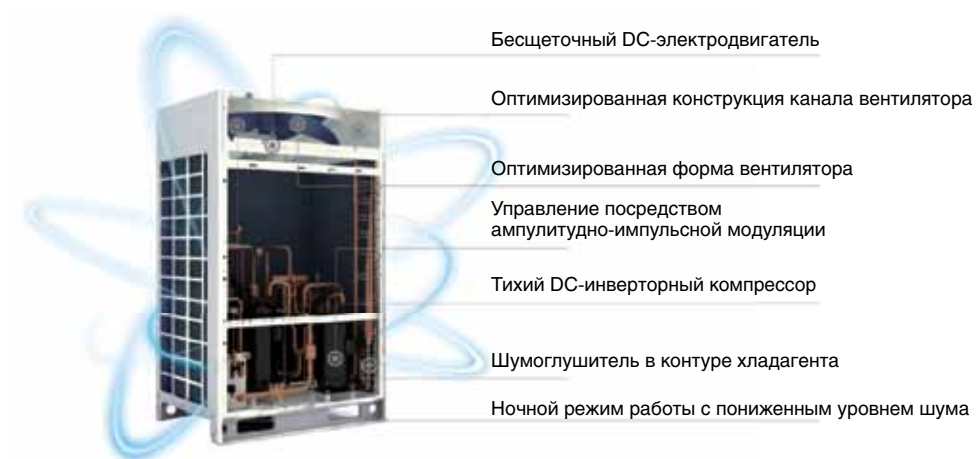 Бесщеточный DC-электродвигатель
Оптимизированная конструкция канала вентилятора
Оптимизированная форма вентилятора
Управление посредством
ампулитудно-импульсной модуляции
Тихий DC-инверторный компрессор
Шумоглушитель в контуре хладагента
Ночной режим работы с пониженным уровнем шума